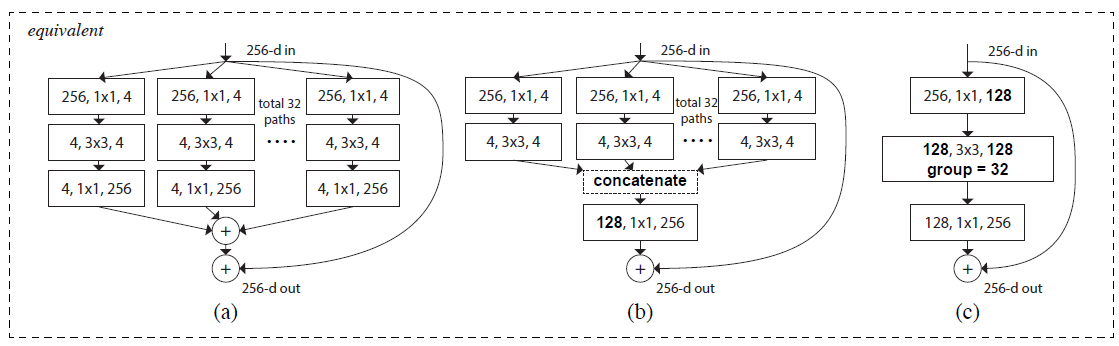 equivalent
256-d in
256, 1x1, 4
256, 1x1, 4
256, 1x1, 4
total 32
paths
....
4, 3x3, 4
4, 3x3, 4
4, 3x3, 4
4, 1x1, 256
4, 1x1, 256
4, 1x1, 256
+
+
256-d out
(a)
256-d in
256, 1x1, 4
256, 1x1, 4
256, 1x1, 4
total 32
paths
....
4, 3x3, 4
4, 3x3, 4
4, 3x3, 4
concatenate
128, 1x1, 256
+
256-d out
(b)
256-d in
256, 1x1, 128
128, 3x3, 128
group = 32
128, 1x1, 256
+
256-d out
(c)